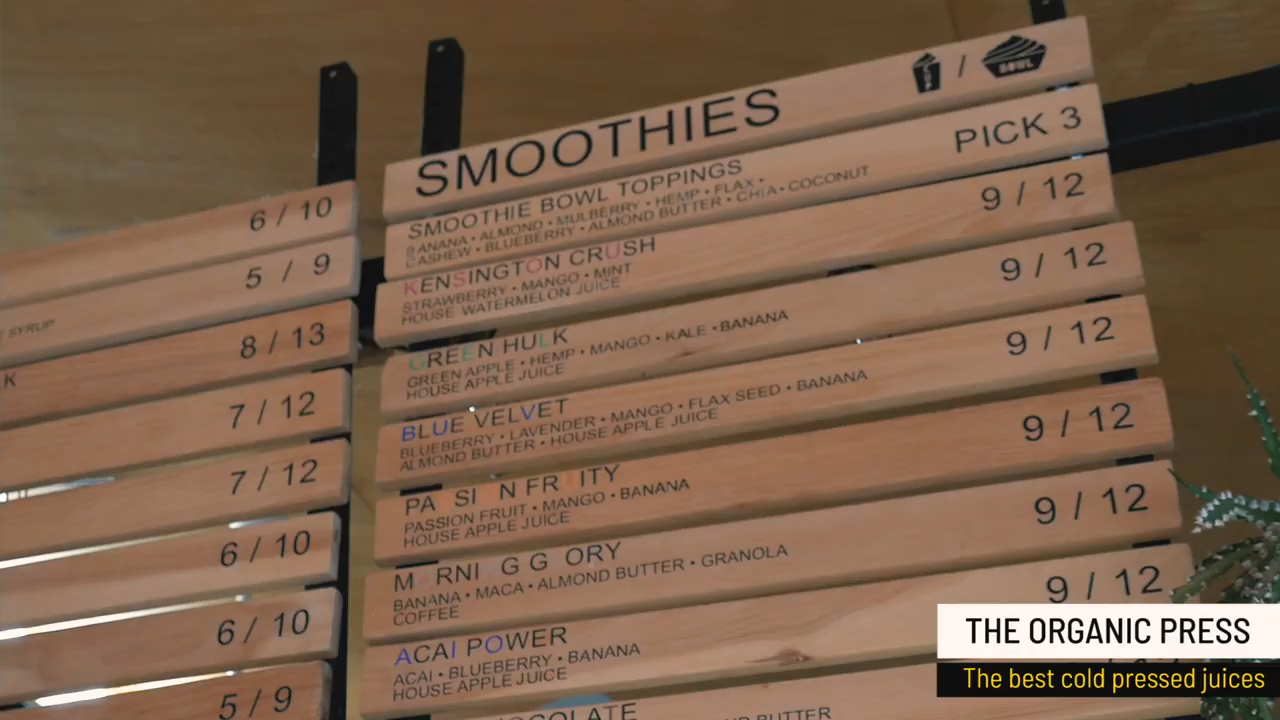 SMOOTHIES
/ BOWL
SMOOTHIE BOWL TOPPINGS
PICK 3
BANANA • ALMOND • MULBERRY • HEMP • FLAX •
CASHEW • BLUEBERRY • ALMOND BUTTER • CHIA • COCONUT
KENSINGTON CRUSH
9 / 12
STRAWBERRY • MANGO • MINT
HOUSE WATERMELON JUICE
GREEN HULK
9 / 12
GREEN APPLE • HEMP • MANGO • KALE • BANANA
HOUSE APPLE JUICE
BLUE VELVET
9 / 12
BLUEBERRY • LAVENDER • MANGO • FLAX SEED • BANANA
ALMOND BUTTER • HOUSE APPLE JUICE
PASSION FRUITY
9 / 12
PASSION FRUIT • MANGO • BANANA
HOUSE APPLE JUICE
MORNING GLORY
9 / 12
BANANA • MACA • ALMOND BUTTER • GRANOLA
COFFEE
ACAI POWER
9 / 12
ACAI • BLUEBERRY • BANANA
HOUSE APPLE JUICE
6 / 10
5 / 9
SYRUP
8 / 13
K
7 / 12
7 / 12
6 / 10
6 / 10
5 / 9
THE ORGANIC PRESS
The best cold pressed juices